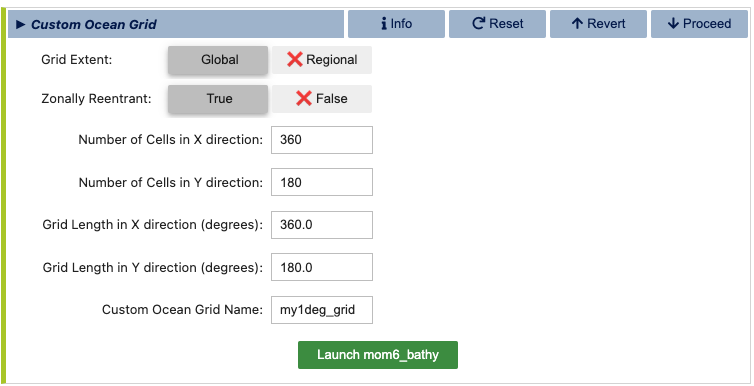 ► Custom Ocean Grid
Info
Reset
Revert
Proceed
Grid Extent: Global ❌ Regional
Zonally Reentrant: True ❌ False
Number of Cells in X direction: 360
Number of Cells in Y direction: 180
Grid Length in X direction (degrees): 360.0
Grid Length in Y direction (degrees): 180.0
Custom Ocean Grid Name: my1deg_grid
Launch mom6_bathy